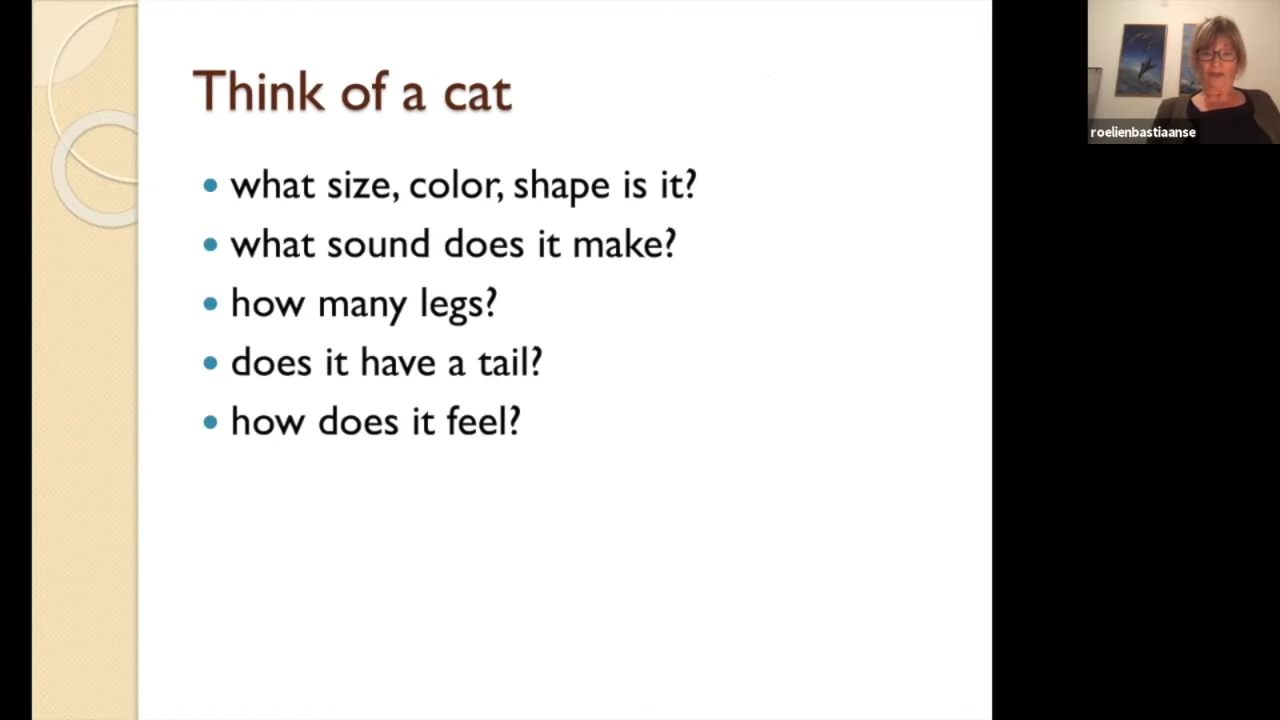 Think of a cat
what size, color, shape is it?
what sound does it make?
how many legs?
does it have a tail?
how does it feel?
roelienbastiaanse